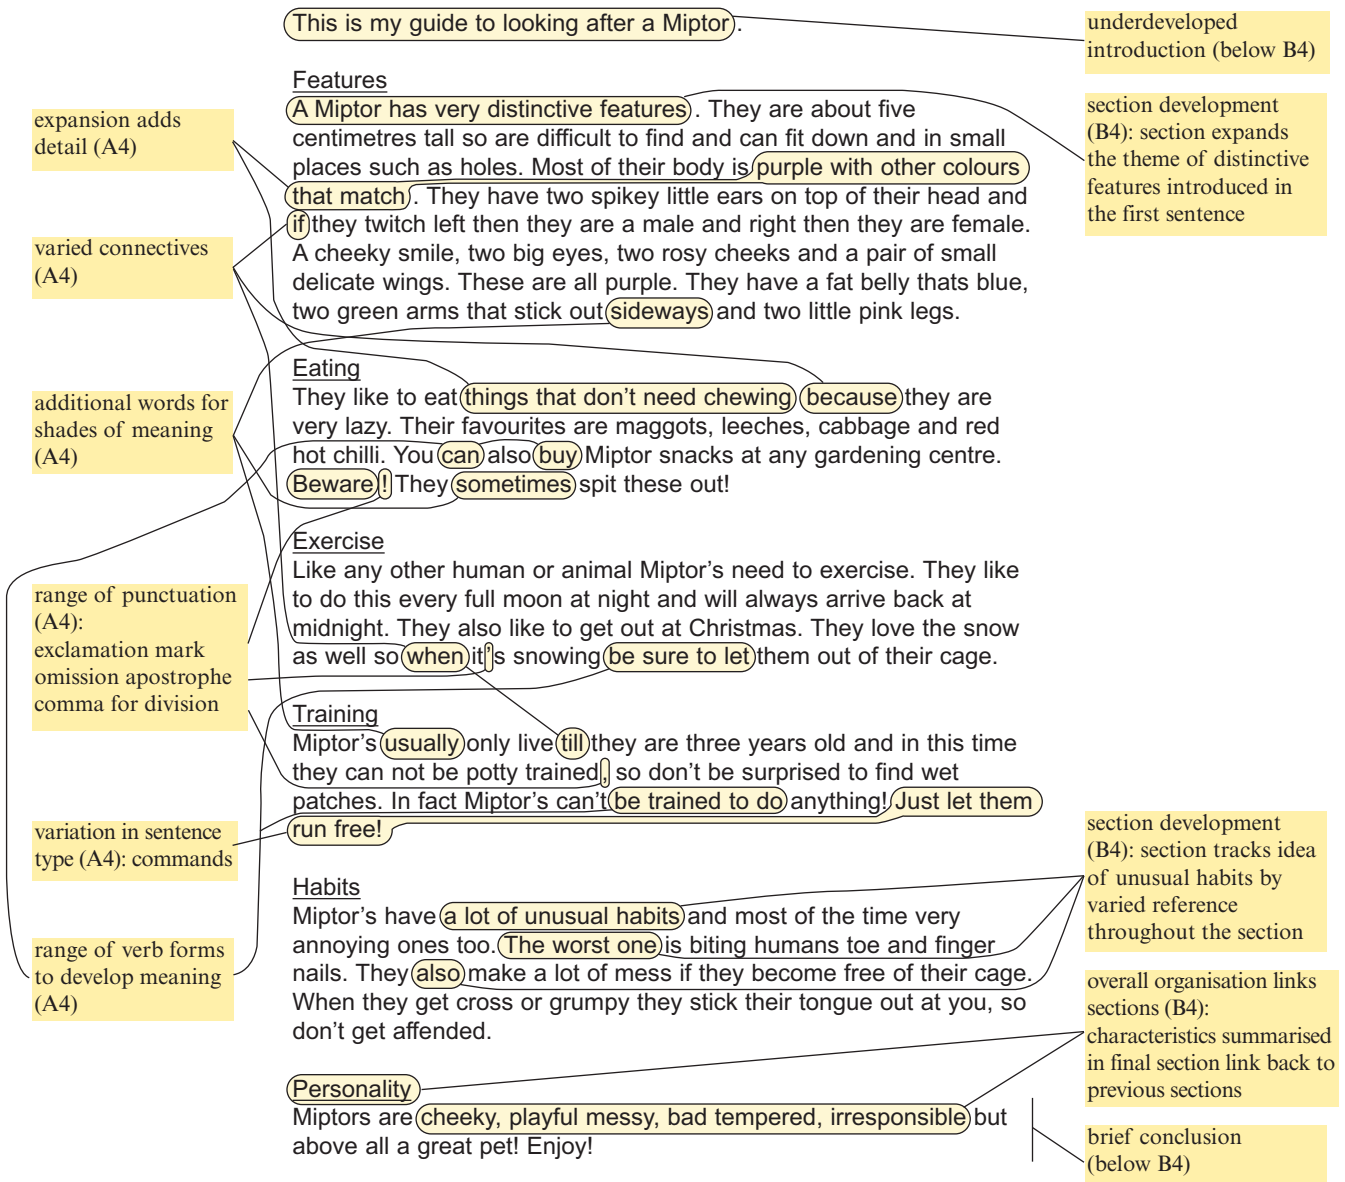 This is my guide to looking after a Miptor.
underdeveloped
introduction (below B4)
Features
A Miptor has very distinctive features. They are about five
centimetres tall so are difficult to find and can fit down and in small
places such as holes. Most of their body is purple with other colours
that match. They have two spikey little ears on top of their head and
if they twitch left then they are a male and right then they are female.
A cheeky smile, two big eyes, two rosy cheeks and a pair of small
delicate wings. These are all purple. They have a fat belly thats blue,
two green arms that stick out sideways and two little pink legs.
expansion adds
detail (A4)
varied connectives
(A4)
section development
(B4): section expands
the theme of distinctive
features introduced in
the first sentence
Eating
They like to eat things that don't need chewing because they are
very lazy. Their favourites are maggots, leeches, cabbage and red
hot chilli. You can also buy Miptor snacks at any gardening centre.
Beware! They sometimes spit these out!
additional words for
shades of meaning
(A4)
Exercise
Like any other human or animal Miptor's need to exercise. They like
to do this every full moon at night and will always arrive back at
midnight. They also like to get out at Christmas. They love the snow
as well so when it's snowing be sure to let them out of their cage.
range of punctuation
(A4):
exclamation mark
omission apostrophe
comma for division
Training
Miptor's usually only live till they are three years old and in this time
they can not be potty trained, so don't be surprised to find wet
patches. In fact Miptor's can't be trained to do anything! Just let them
run free!
variation in sentence
type (A4): commands
Habits
Miptor's have a lot of unusual habits and most of the time very
annoying ones too. The worst one is biting humans toe and finger
nails. They also make a lot of mess if they become free of their cage.
When they get cross or grumpy they stick their tongue out at you, so
don't get affended.
range of verb forms
to develop meaning
(A4)
section development
(B4): section tracks idea
of unusual habits by
varied reference
throughout the section
Personality
Miptors are cheeky, playful messy, bad tempered, irresponsible but
above all a great pet! Enjoy!
overall organisation links
sections (B4):
characteristics summarised
in final section link back to
previous sections
brief conclusion
(below B4)